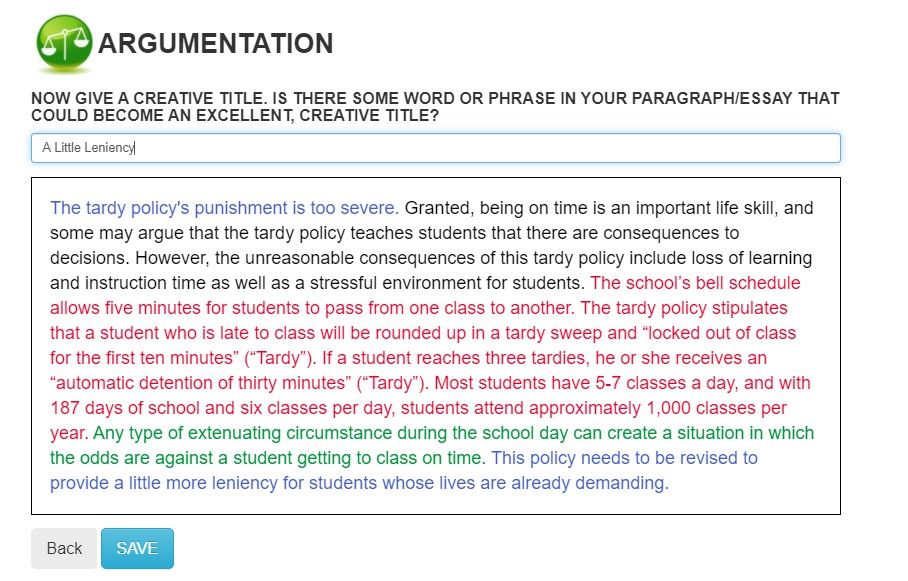 ARGUMENTATION
NOW GIVE A CREATIVE TITLE. IS THERE SOME WORD OR PHRASE IN YOUR PARAGRAPH/ESSAY THAT
COULD BECOME AN EXCELLENT, CREATIVE TITLE?
A Little Leniency
The tardy policy's punishment is too severe. Granted, being on time is an important life skill, and
some may argue that the tardy policy teaches students that there are consequences to
decisions. However, the unreasonable consequences of this tardy policy include loss of learning
and instruction time as well as a stressful environment for students. The school’s bell schedule
allows five minutes for students to pass from one class to another. The tardy policy stipulates
that a student who is late to class will be rounded up in a tardy sweep and “locked out of class
for the first ten minutes” (“Tardy”). If a student reaches three tardies, he or she receives an
“automatic detention of thirty minutes” (“Tardy”). Most students have 5-7 classes a day, and with
187 days of school and six classes per day, students attend approximately 1,000 classes per
year. Any type of extenuating circumstance during the school day can create a situation in which
the odds are against a student getting to class on time. This policy needs to be revised to
provide a little more leniency for students whose lives are already demanding.
Back SAVE